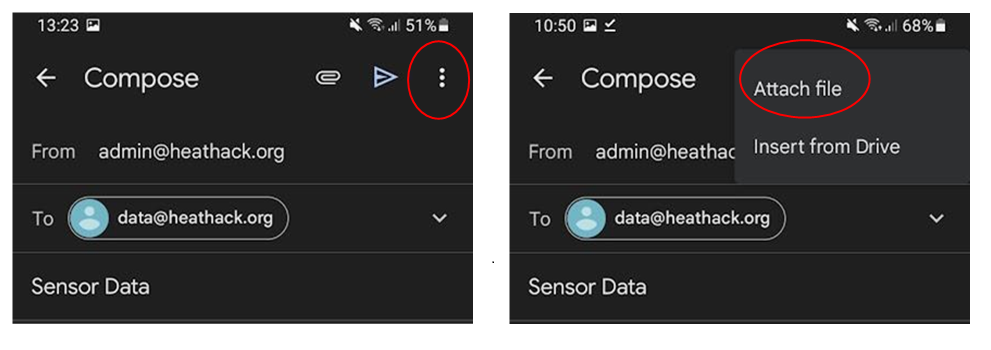 13:23 51%
Compose
From admin@heathack.org
To data@heathack.org
Sensor Data
.
10:50 68%
Compose
Attach file
Insert from Drive
From admin@heathac
To data@heathack.org
Sensor Data